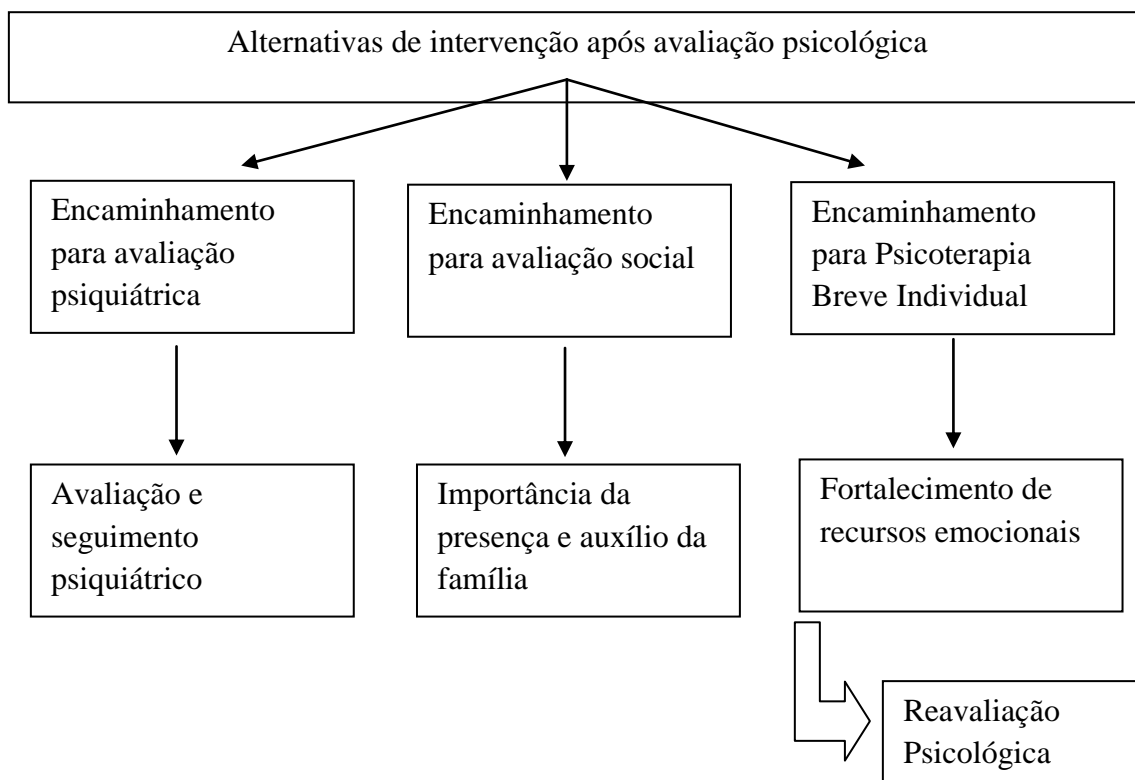 Alternativas de intervenção após avaliação psicológica
Encaminhamento
para avaliação
psiquiátrica
Encaminhamento
para avaliação social
Encaminhamento
para Psicoterapia
Breve Individual
Avaliação e
seguimento
psiquiátrico
Importância da
presença e auxílio da
família
Fortalecimento de
recursos emocionais
Reavaliação
Psicológica